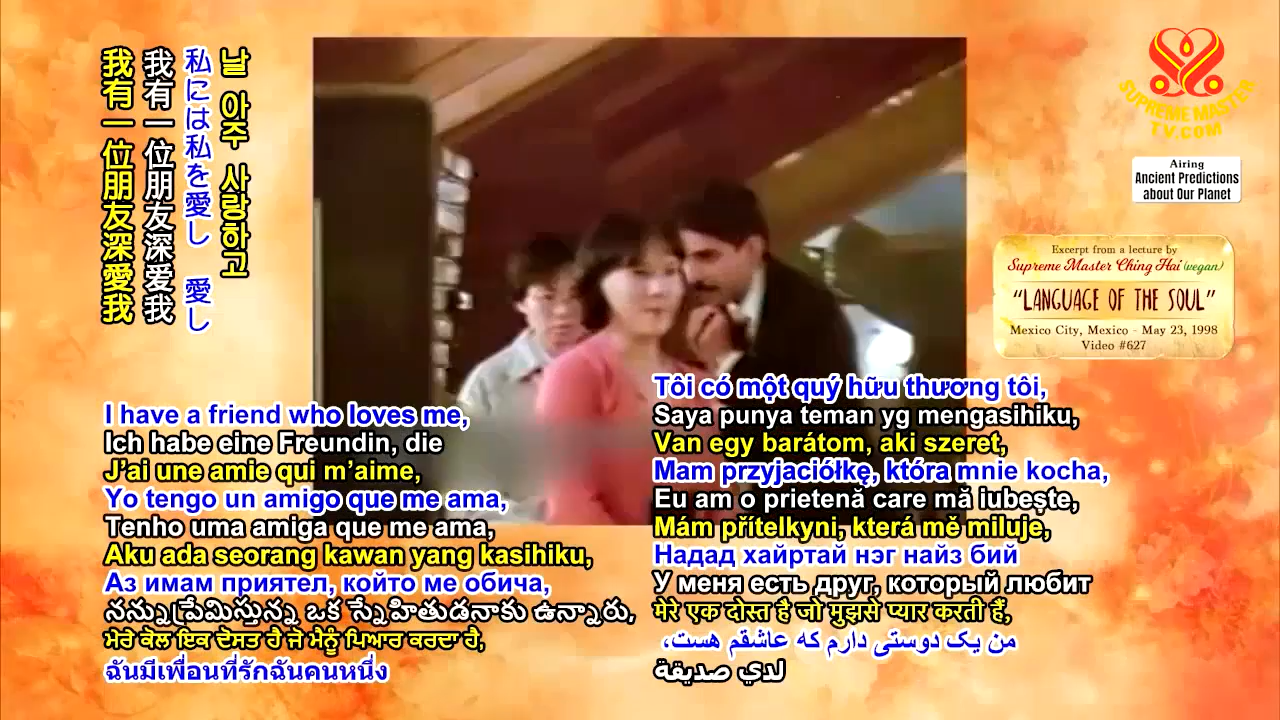 我有一位朋友深愛我
我有一位朋友深爱我
私には私を愛し 愛し
날 아주 사랑하고
SUPREME MASTER
TV.COM
Airing
Ancient Predictions
about Our Planet
Excerpt from a lecture by
Supreme Master Ching Hai (vegan)
“LANGUAGE OF THE SOUL”
Mexico City, Mexico - May 23, 1998
Video #627
I have a friend who loves me,
Ich habe eine Freundin, die
J’ai une amie qui m’aime,
Yo tengo un amigo que me ama,
Tenho uma amiga que me ama,
Aku ada seorang kawan yang kasihiku,
Аз имам приятел, който ме обича,
నన్ను ప్రేమిస్తున్న ఒక స్నేహితుడనాకు ఉన్నారు,
ਮੇਰੇ ਕੋਲ ਇਕ ਦੋਸਤ ਹੈ ਜੋ ਮੈਨੂੰ ਪਿਆਰ ਕਰਦਾ ਹੈ,
ฉันมีเพื่อนที่รักฉันคนหนึ่ง
Tôi có một quý hữu thương tôi,
Saya punya teman yg mengasihiku,
Van egy barátom, aki szeret,
Mam przyjaciółkę, która mnie kocha,
Eu am o prietenă care mă iubește,
Mám přítelkyni, která mě miluje,
Надад хайртай нэг найз бий
У меня есть друг, который любит
मेरे एक दोस्त है जो मुझसे प्यार करती हैं,
من یک دوستی دارم که عاشقم هست،
لدي صديقة